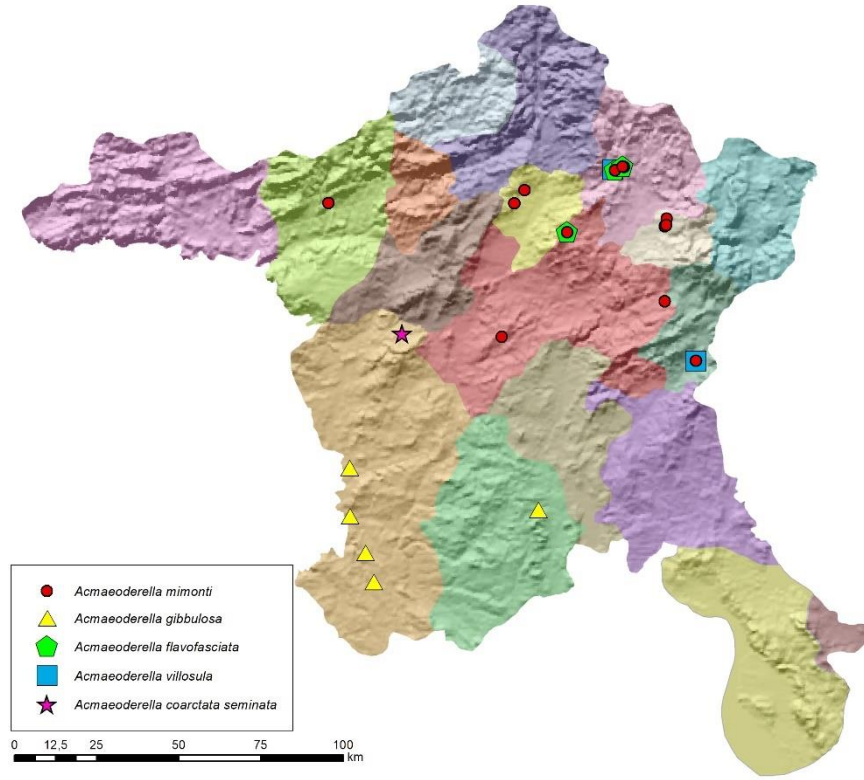 Acmaeoderella mimonti
Acmaeoderella gibbulosa
Acmaeoderella flavofasciata
Acmaeoderella villosula
Acmaeoderella coarctata seminata
0 12,5 25 50 75 100
km